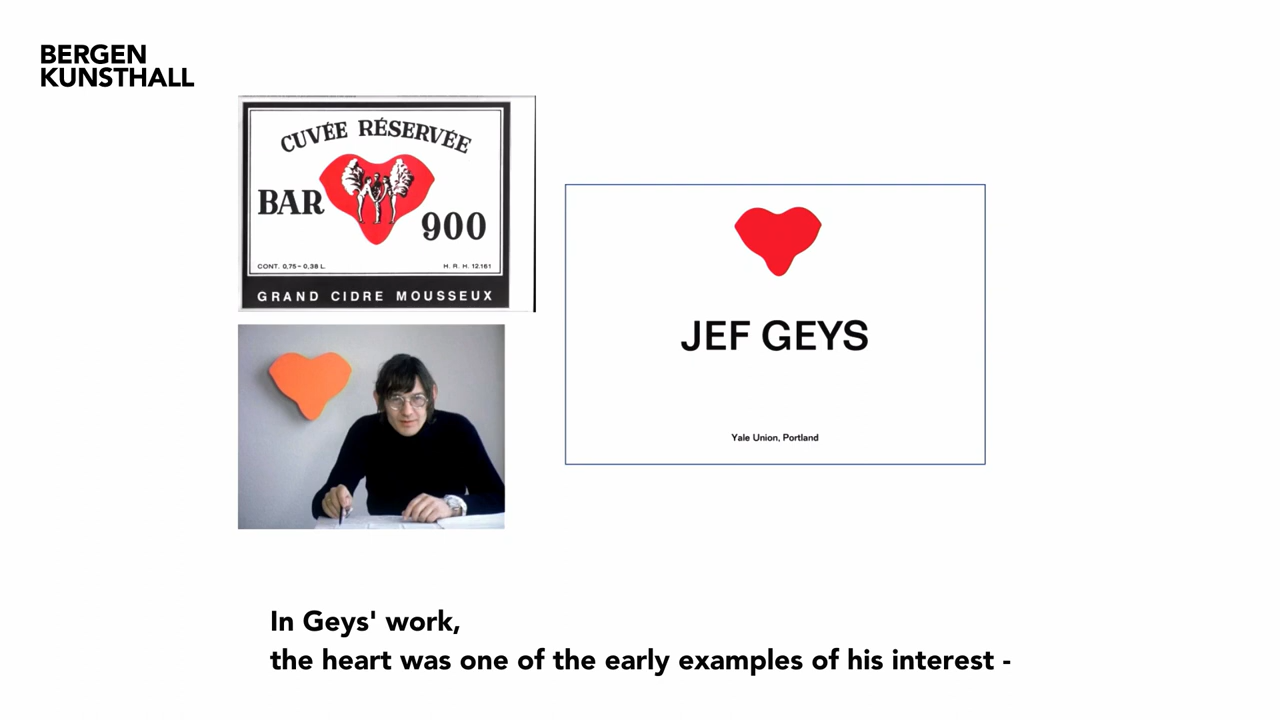 BERGEN
KUNSTHALL
CUVÉE RÉSERVÉE
BAR
900
CONT. 0,75-0,38 L.
H. R. H. 12.161
GRAND CIDRE MOUSSEUX
JEF GEYS
Yale Union, Portland
In Geys' work,
the heart was one of the early examples of his interest -